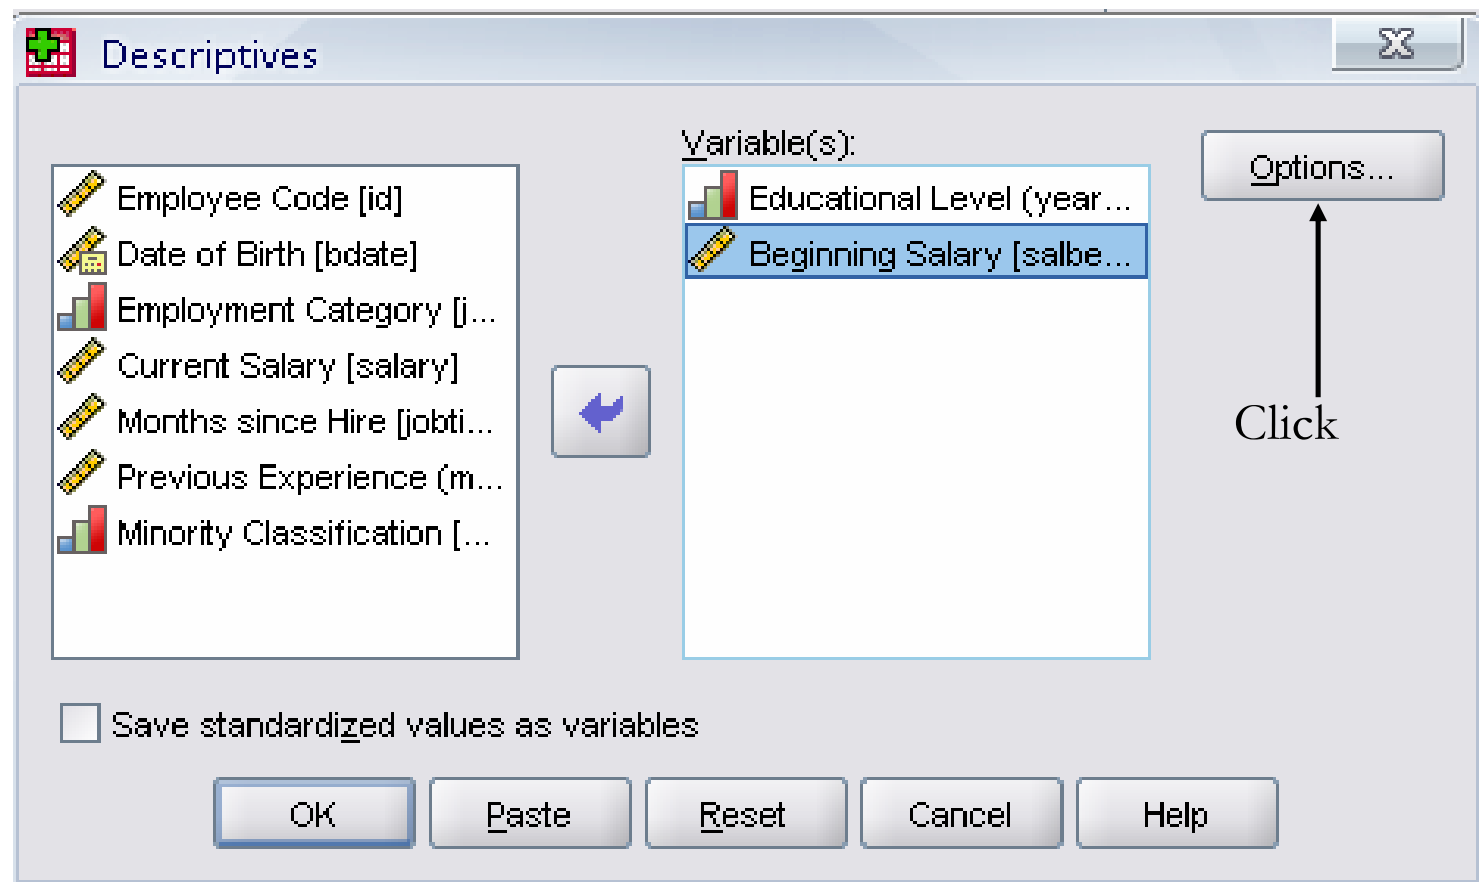 Descriptives
Variable(s):
Options...
Employee Code [id]
Date of Birth [bdate]
Employment Category [j...
Current Salary [salary]
Months since Hire [jobti...
Previous Experience (m...
Minority Classification [...
Educational Level (year...
Beginning Salary [salbe...
Click
Save standardized values as variables
OK
Paste
Reset
Cancel
Help